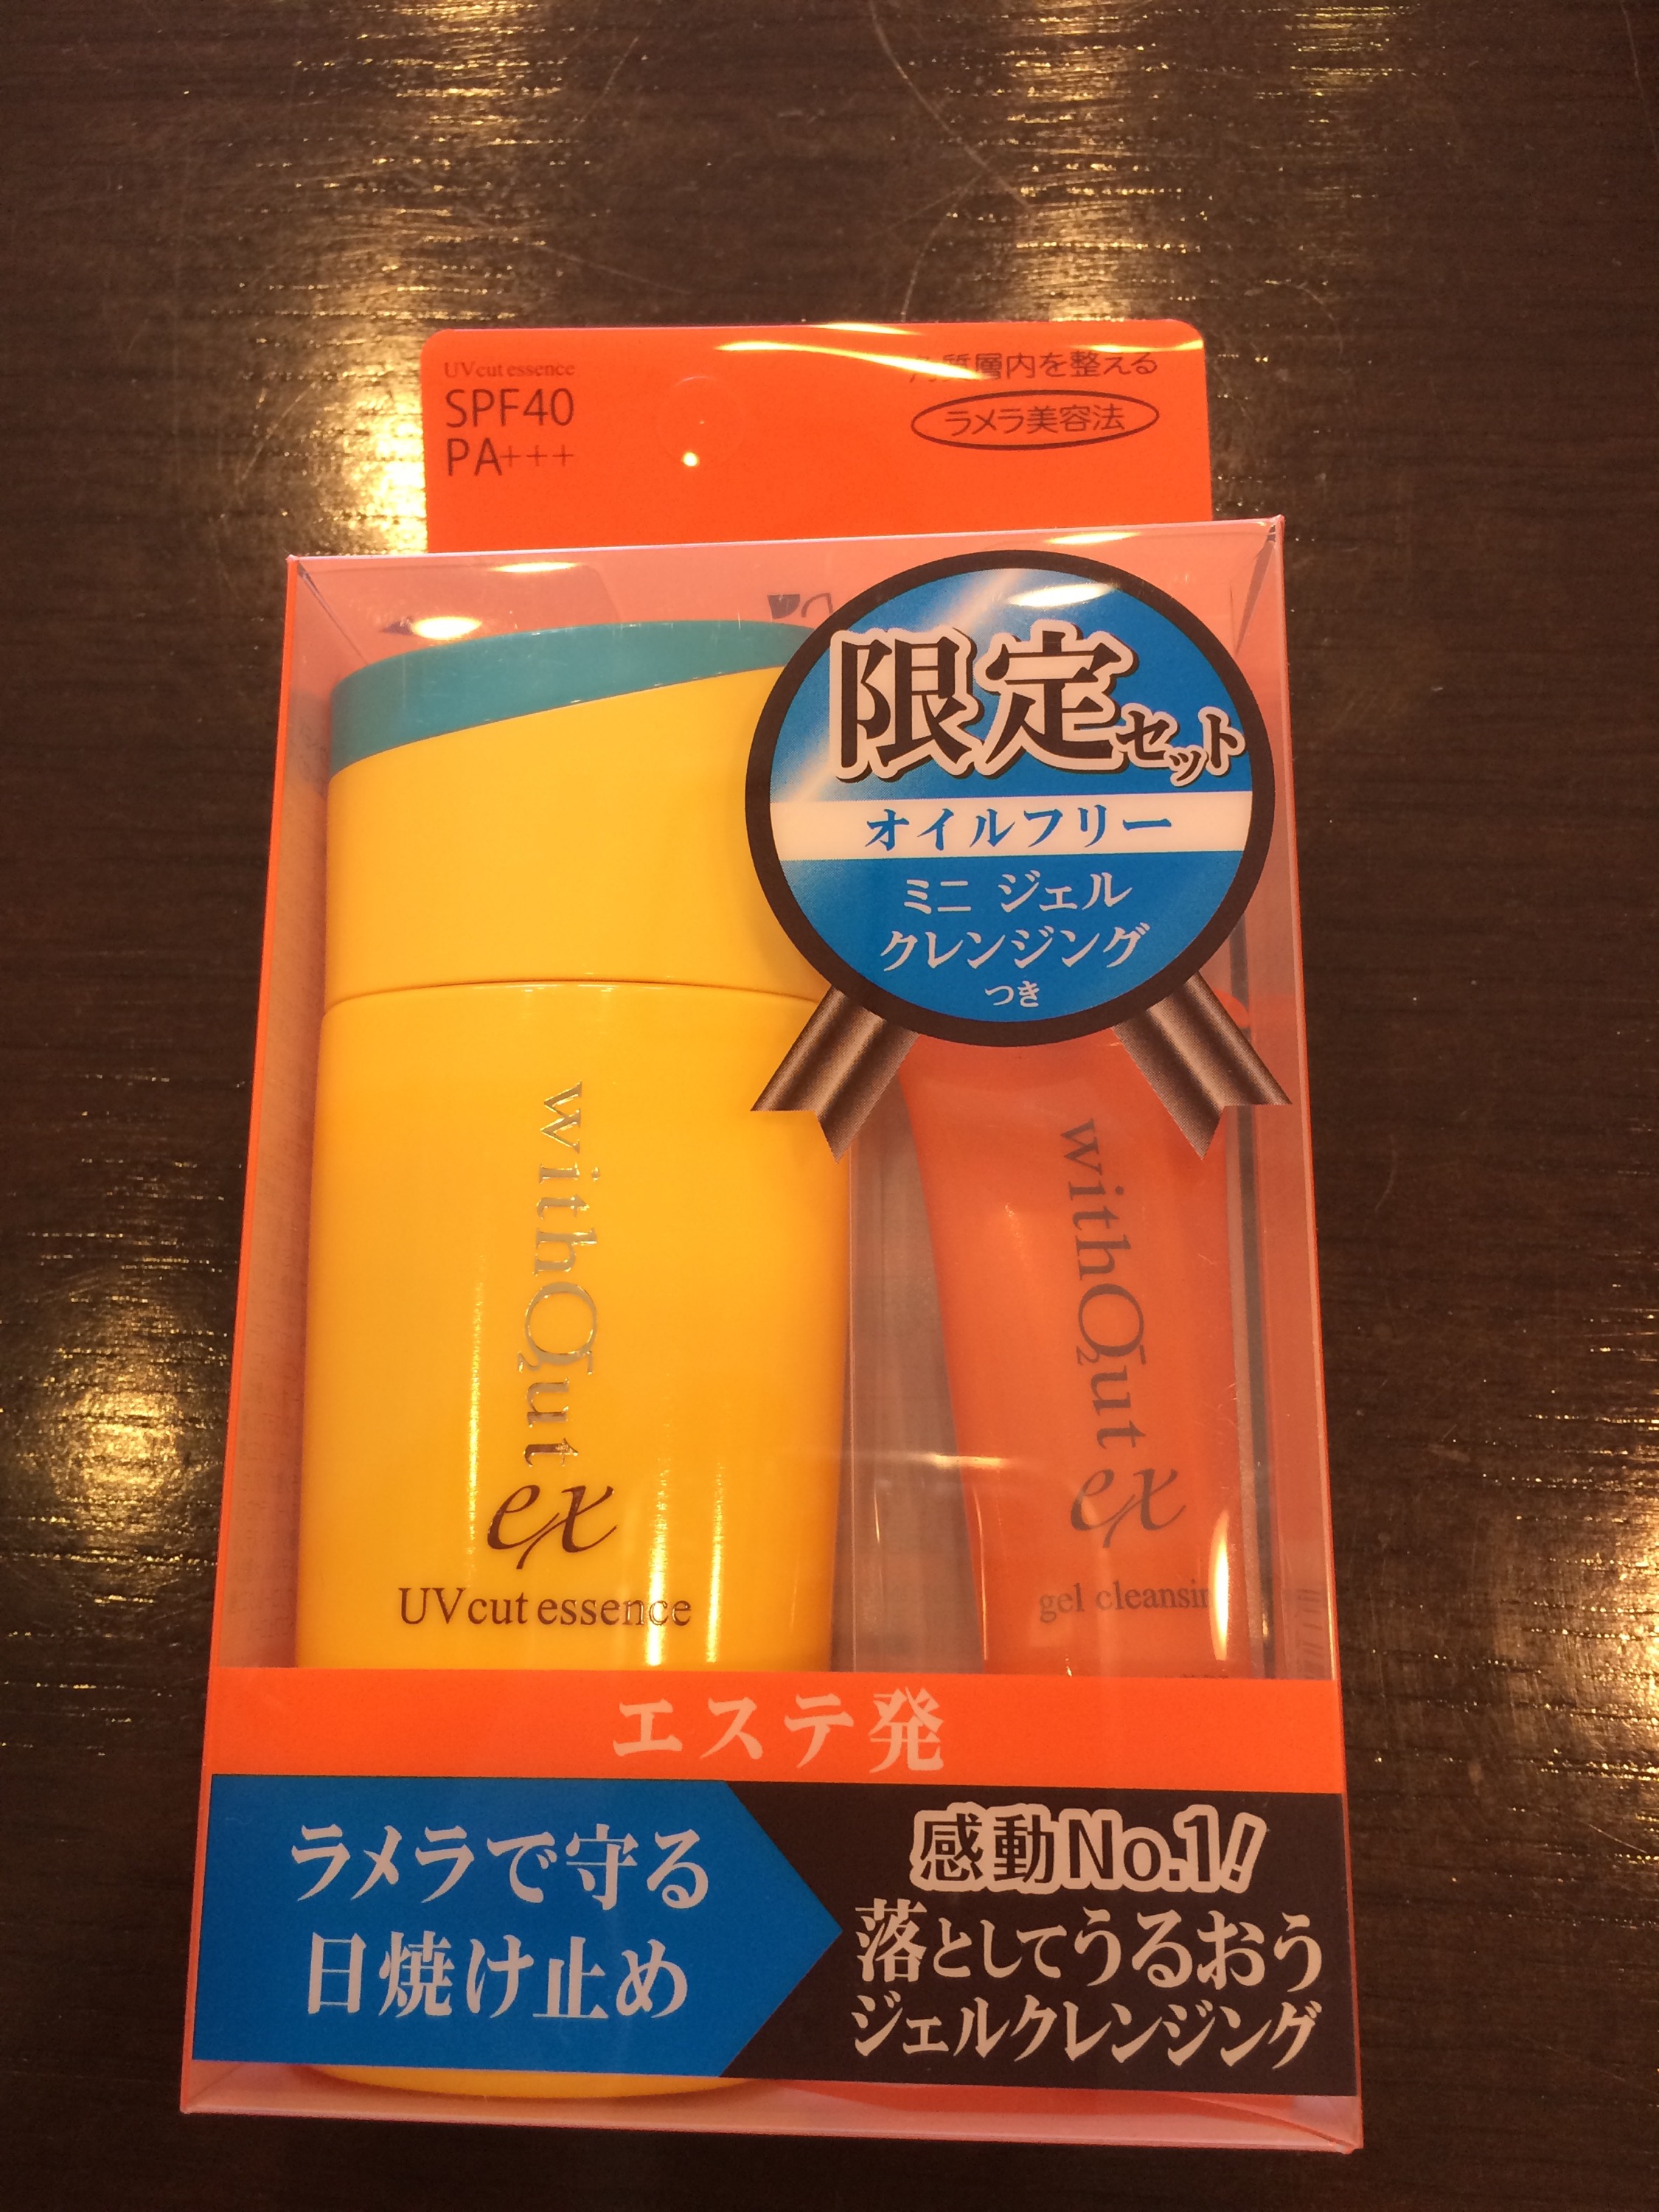 UVcut essence
SPF40
PA+++
質層内を整える
ラメラ美容法
限定セット
オイルフリー
ミニ ジェル
クレンジング
つき
withOut
ex
UVcut essence
withOut
ex
gel
エステ発
ラメラで守る
日焼け止め
感動No.1!
落としてうるおう
ジェルクレンジング